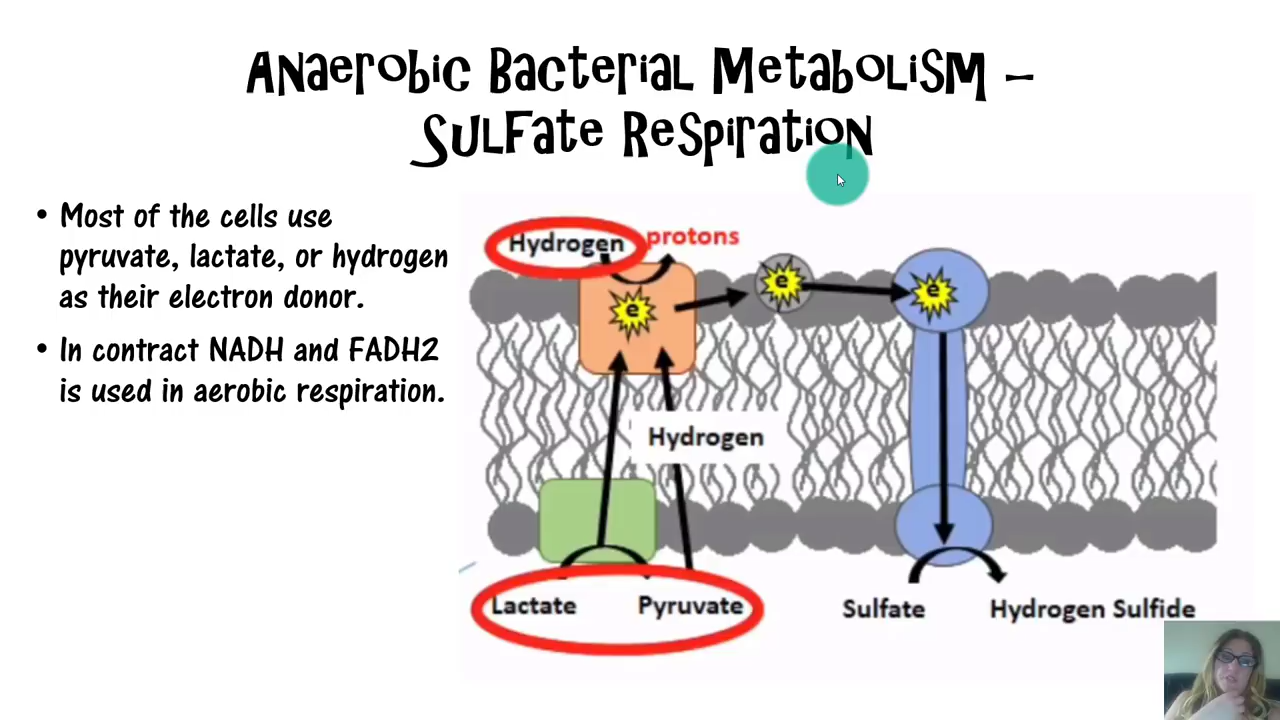 Anaerobic Bacterial Metabolism –
Sulfate Respiration
• Most of the cells use
pyruvate, lactate, or hydrogen
as their electron donor.
• In contract NADH and FADH2
is used in aerobic respiration.
Hydrogen
protons
e
e
e
Hydrogen
Lactate
Pyruvate
Sulfate
Hydrogen Sulfide